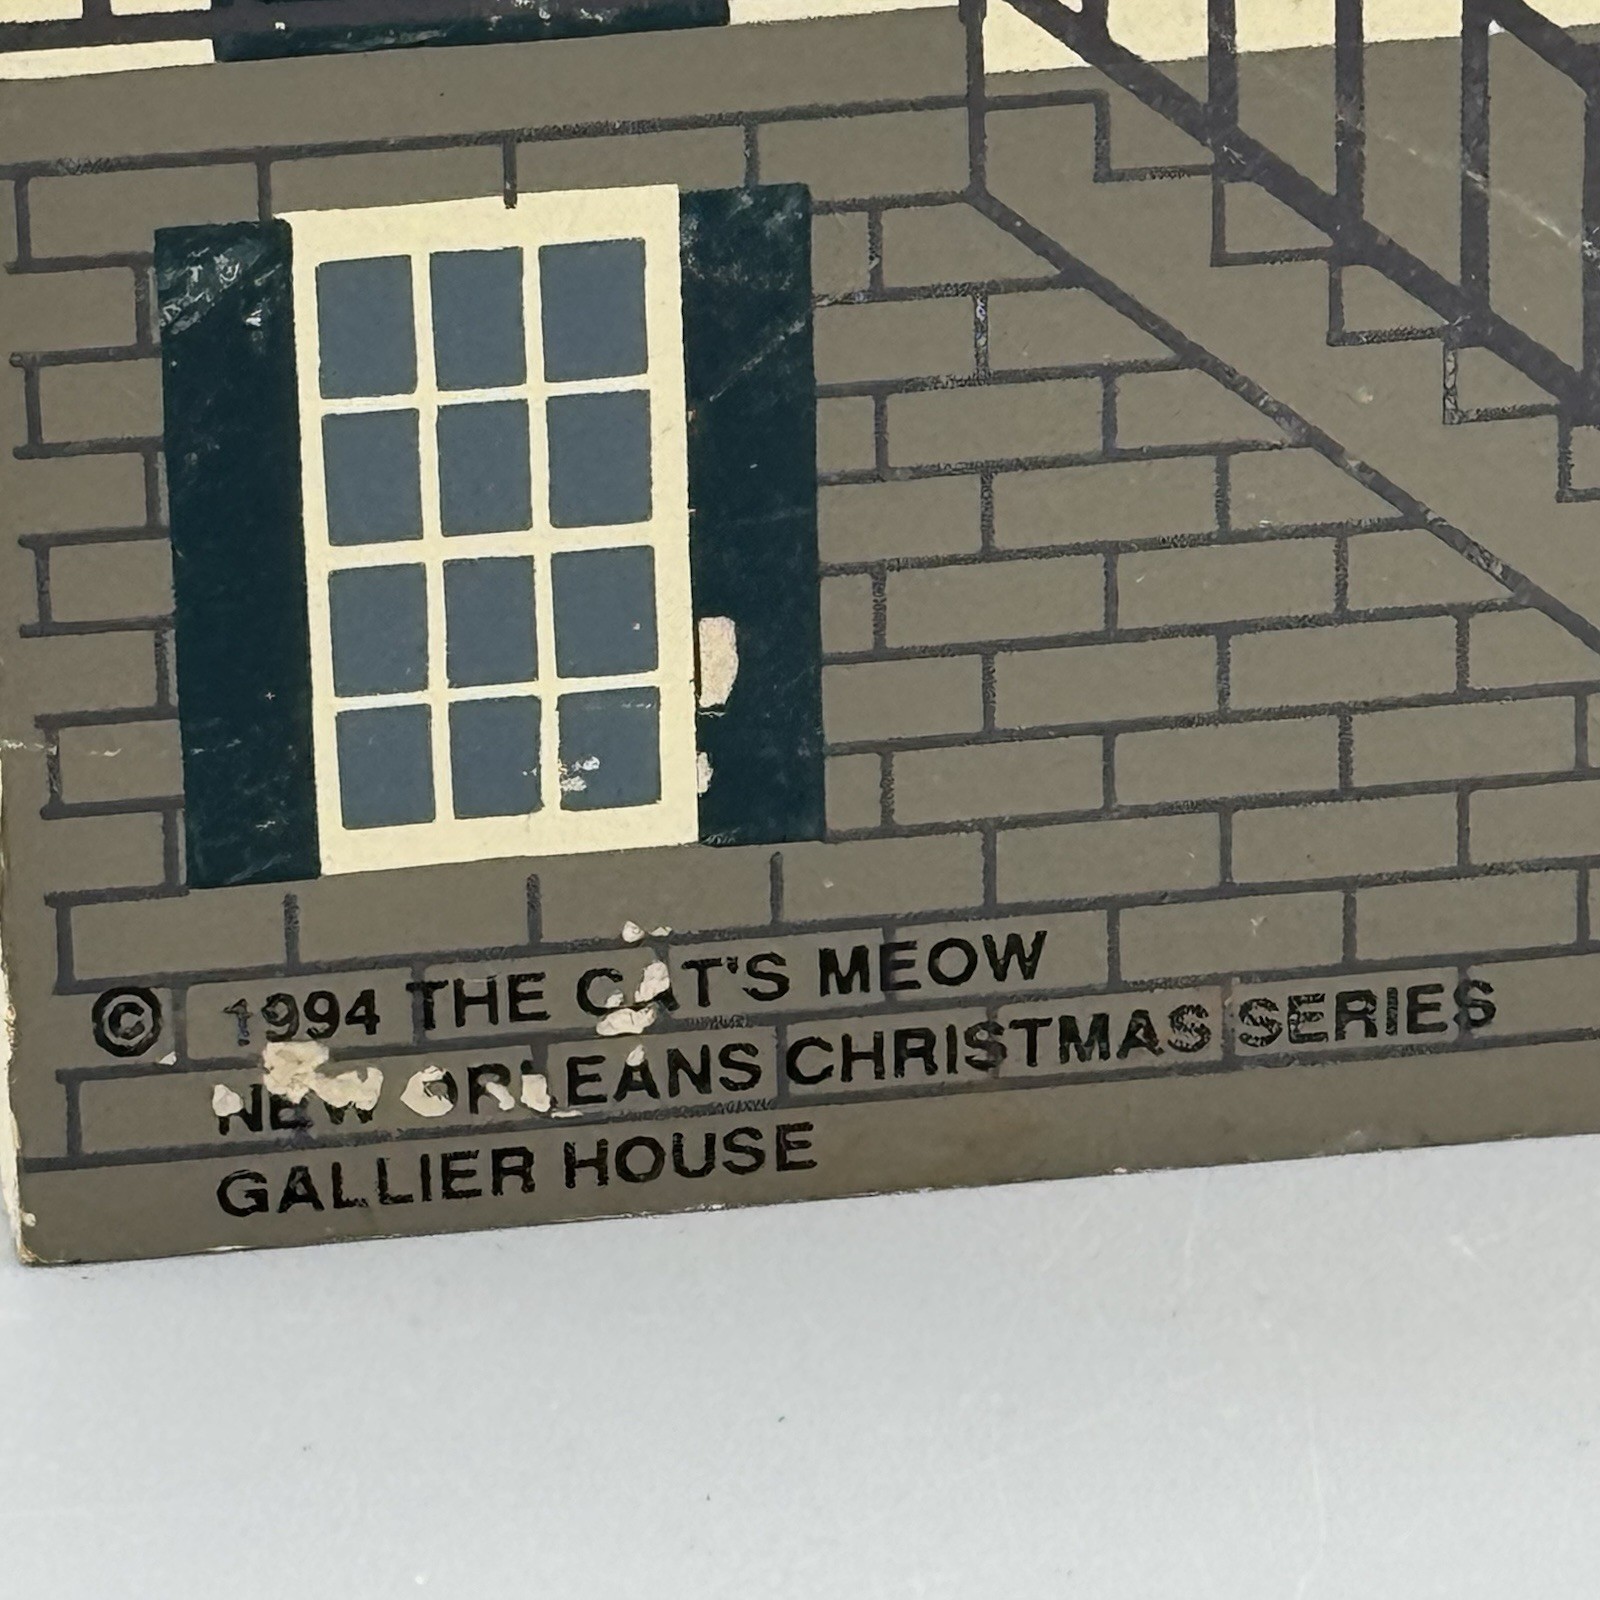 © 1994 THE CAT'S MEOW
NEW ORLEANS CHRISTMAS SERIES
GALLIER HOUSE